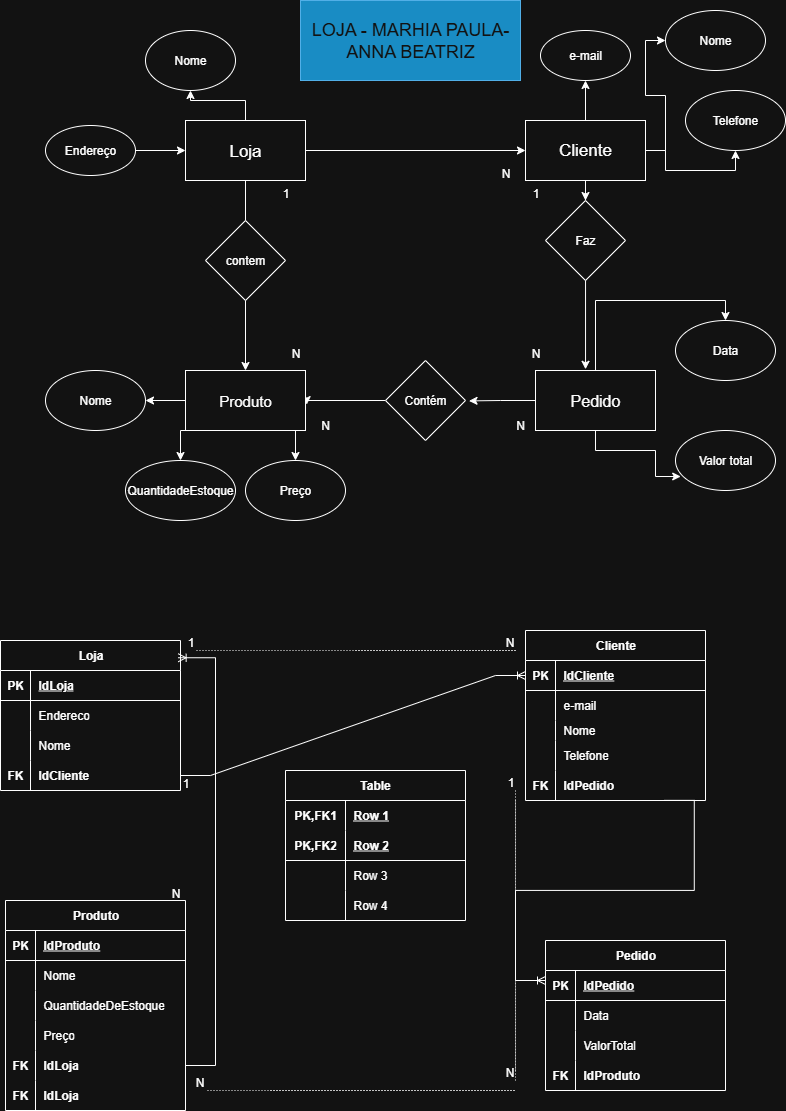 LOJA - MARHIA PAULA-
ANNA BEATRIZ
Nome
e-mail
Nome
Telefone
Endereço
Loja
Cliente
N
1
1
contem
Faz
N
N
Data
Nome
Produto
Contém
Pedido
N
N
QuantidadeEstoque
Preço
Valor total
1
N
Loja
PK IdLoja
Endereco
Nome
FK IdCliente
1
Cliente
PK IdCliente
e-mail
Nome
Telefone
FK IdPedido
1
Table
PK,FK1 Row 1
PK,FK2 Row 2
Row 3
Row 4
N
Produto
PK IdProduto
Nome
QuantidadeDeEstoque
Preço
FK IdLoja
FK IdLoja
N
Pedido
PK IdPedido
Data
ValorTotal
FK IdProduto
N